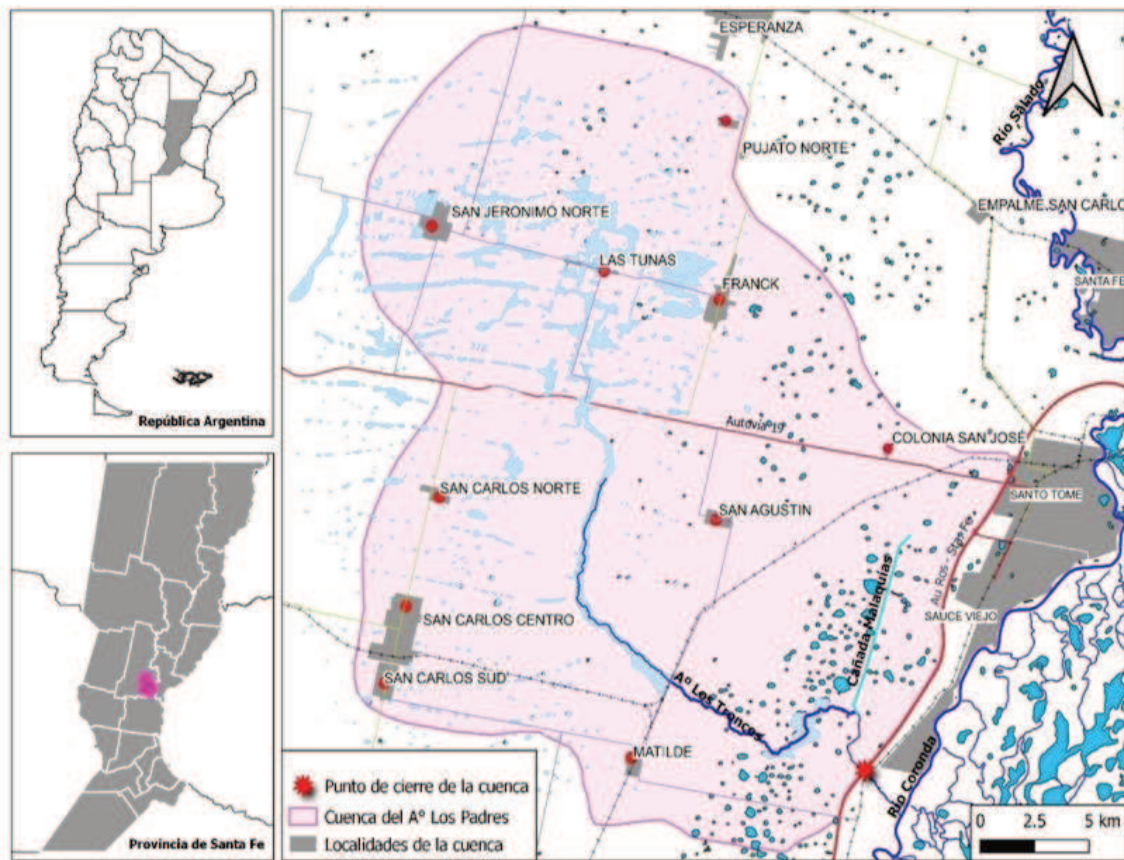 República Argentina
Provincia de Santa Fe
ESPERANZA
Río Salado
PUJATO NORTE
SAN JERONIMO NORTE
EMPALME SAN CARLO
LAS TUNAS
SANTA FE
FRANCK
Autovia 19
COLONIA SAN JOSE
SAN CARLOS NORTE
SANTO TOME
SAN AGUSTIN
Au Ros - Sta Fe
Cañada Malaquías
SAUCE VIEJO
SAN CARLOS CENTRO
SAN CARLOS SUD
Aº Los Troncos
MATILDE
Río Coronda
Punto de cierre de la cuenca
Cuenca del Aº Los Padres
Localidades de la cuenca
0 2.5 5 km